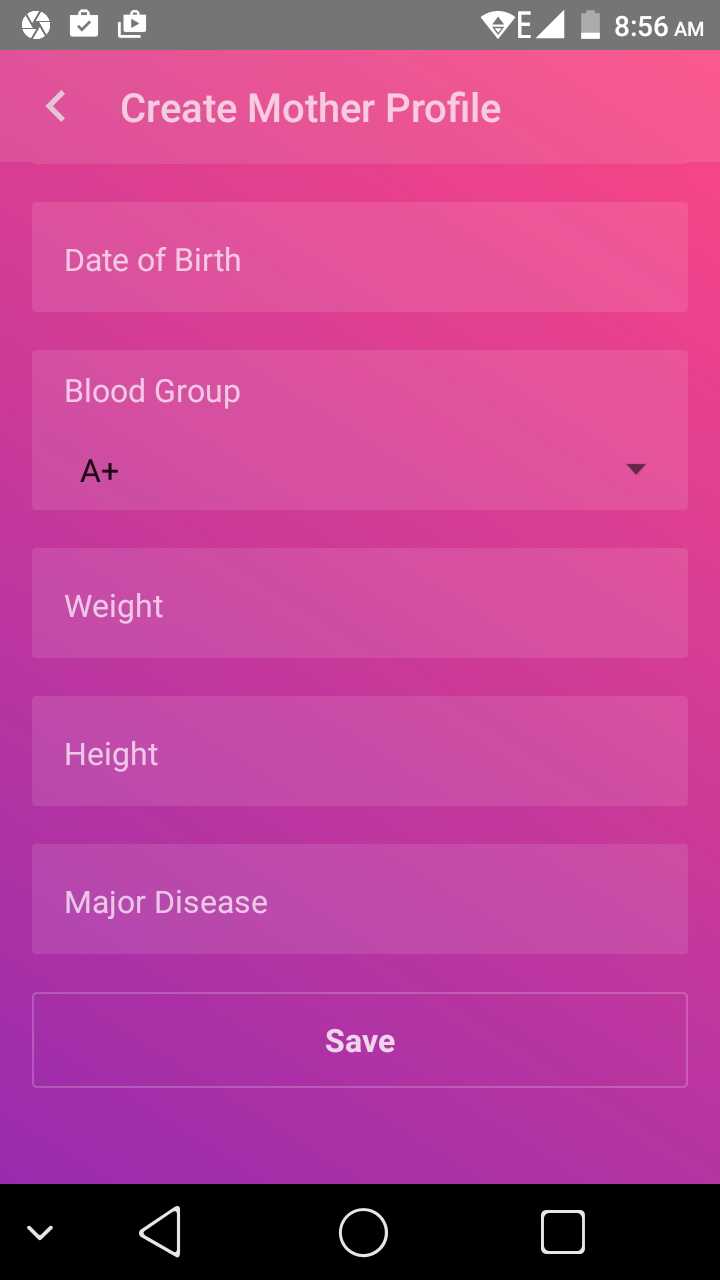 E 8:56 AM
Create Mother Profile
Date of Birth
Blood Group
A+
Weight
Height
Major Disease
Save